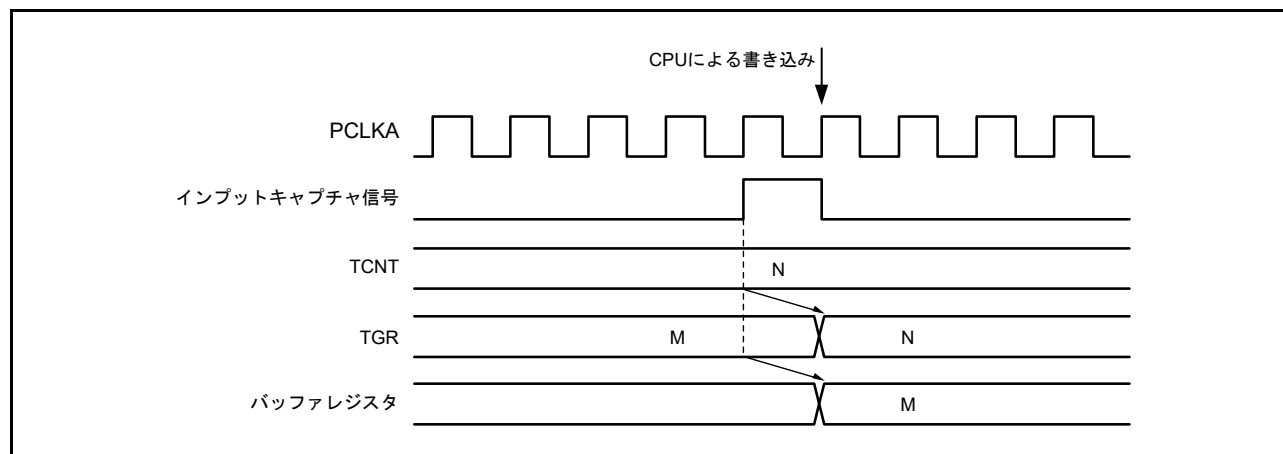 CPUによる書き込み
PCLKA
インプットキャプチャ信号
TCNT
N
TGR
M
N
バッファレジスタ
M